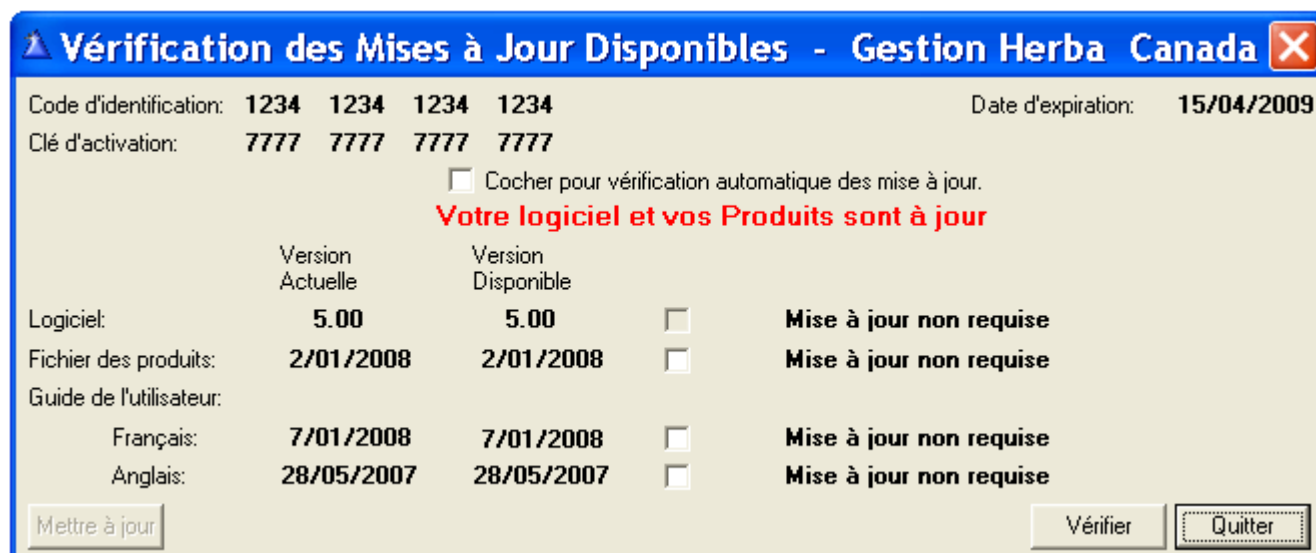 Vérification des Mises à Jour Disponibles - Gestion Herba Canada
Code d'identification: 1234 1234 1234 1234 Date d'expiration: 15/04/2009
Clé d'activation: 7777 7777 7777 7777
Cocher pour vérification automatique des mise à jour.
Votre logiciel et vos Produits sont à jour
Version Version
Actuelle Disponible
Logiciel: 5.00 5.00 Mise à jour non requise
Fichier des produits: 2/01/2008 2/01/2008 Mise à jour non requise
Guide de l'utilisateur:
Français: 7/01/2008 7/01/2008 Mise à jour non requise
Anglais: 28/05/2007 28/05/2007 Mise à jour non requise
Mettre à jour Vérifier Quitter